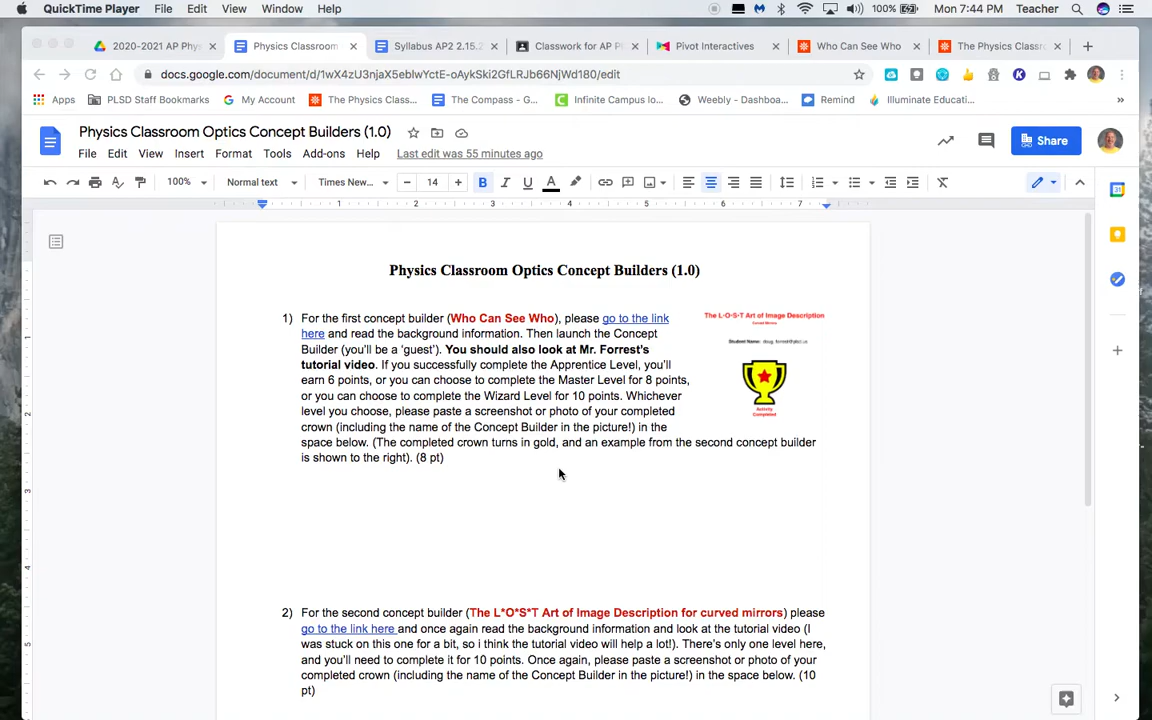 QuickTime Player File Edit View Window Help 100% Mon 7:44 PM Teacher
2020-2021 AP Phy Physics Classroom Syllabus AP2 2.15.2 Classwork for AP P Pivot Interactives Who Can See Who The Physics Classr
docs.google.com/document/d/1wX4zU3njaX5eblwYctE-oAykSki2GfLRJb66NjWd180/edit
Apps PLSD Staff Bookmarks My Account The Physics Class... The Compass - G... Infinite Campus lo... Weebly - Dashboa... Remind Illuminate Educati... »
Physics Classroom Optics Concept Builders (1.0)
Share
File Edit View Insert Format Tools Add-ons Help Last edit was 55 minutes ago
100% Normal text Times New... − 14 + B I U A
1 2 3 4 5 6 7
Physics Classroom Optics Concept Builders (1.0)
1) For the first concept builder (Who Can See Who), please go to the link
here and read the background information. Then launch the Concept
Builder (you'll be a 'guest'). You should also look at Mr. Forrest's
tutorial video. If you successfully complete the Apprentice Level, you'll
earn 6 points, or you can choose to complete the Master Level for 8 points,
or you can choose to complete the Wizard Level for 10 points. Whichever
level you choose, please paste a screenshot or photo of your completed
crown (including the name of the Concept Builder in the picture!) in the
space below. (The completed crown turns in gold, and an example from the second concept builder
is shown to the right). (8 pt)
The L-O-S-T Art of Image Description
Curved Mirrors
Student Name:
Activity
Completed
2) For the second concept builder (The L*O*S*T Art of Image Description for curved mirrors) please
go to the link here and once again read the background information and look at the tutorial video (I
was stuck on this one for a bit, so i think the tutorial video will help a lot!). There's only one level here,
and you'll need to complete it for 10 points. Once again, please paste a screenshot or photo of your
completed crown (including the name of the Concept Builder in the picture!) in the space below. (10
pt)